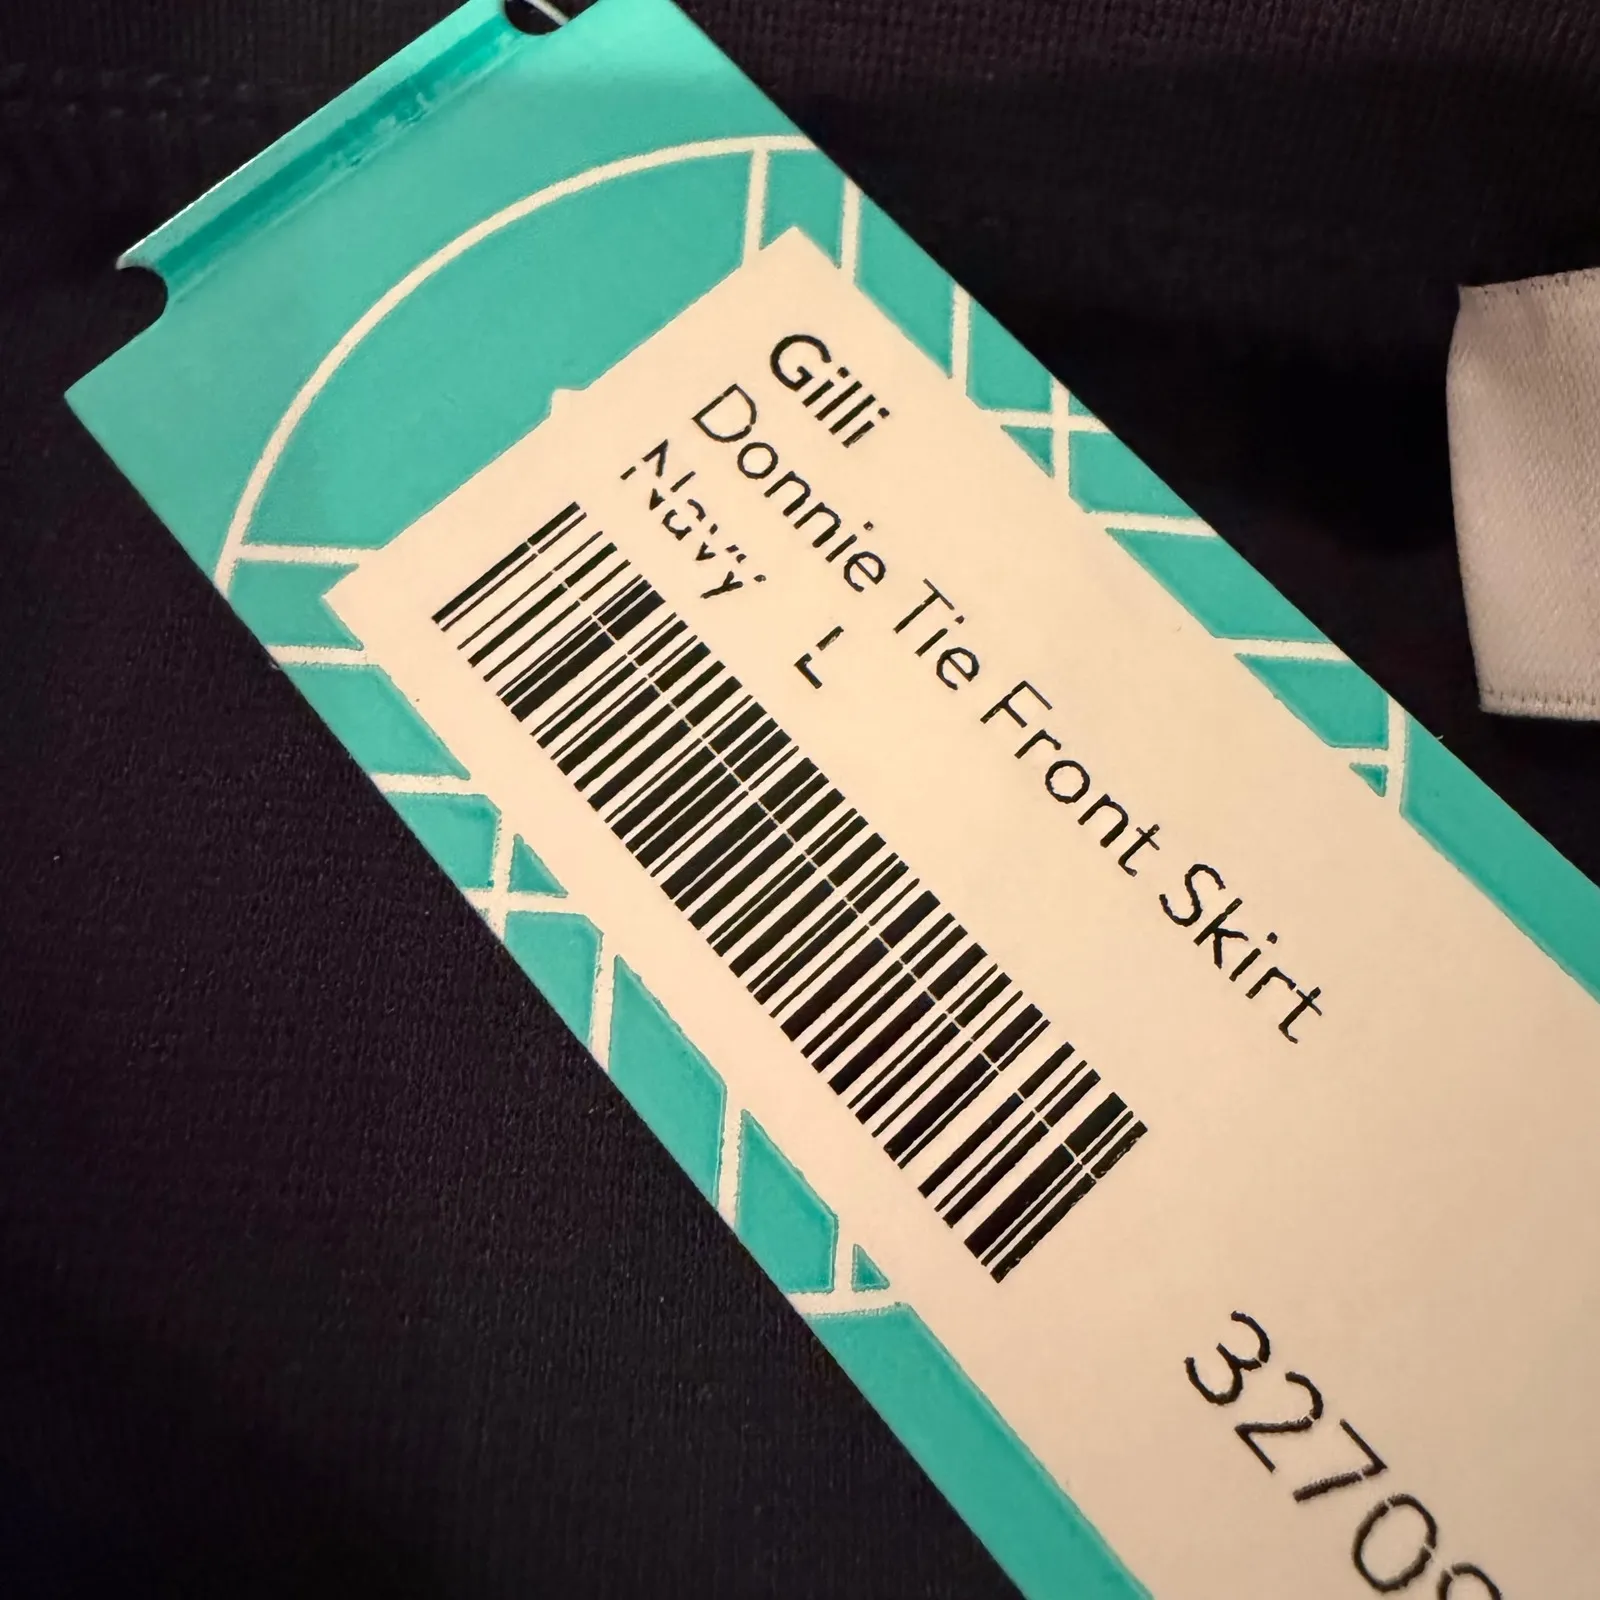 Gilli
Donnie Tie Front Skirt
Navy L
3270